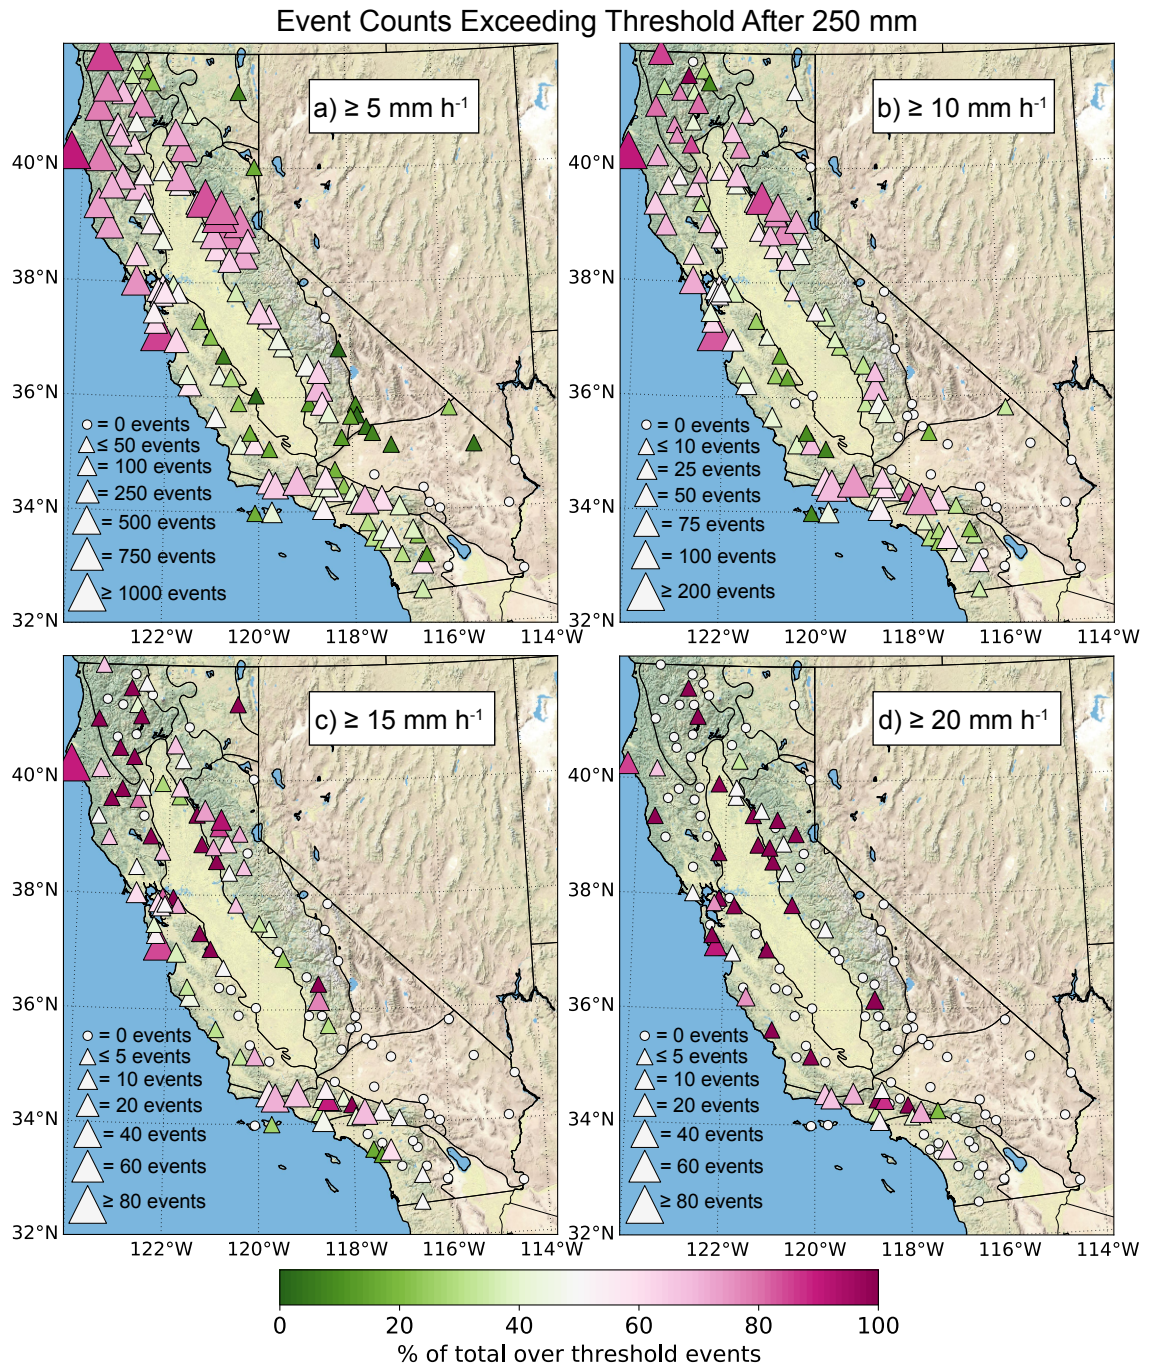 Event Counts Exceeding Threshold After 250 mm
a) ≥ 5 mm h⁻¹
40°N
38°N
36°N
34°N
32°N
= 0 events
≤ 50 events
= 100 events
= 250 events
= 500 events
= 750 events
≥ 1000 events
122°W 120°W 118°W 116°W 114°W
b) ≥ 10 mm h⁻¹
40°N
38°N
36°N
34°N
32°N
= 0 events
≤ 10 events
= 25 events
= 50 events
= 75 events
= 100 events
≥ 200 events
122°W 120°W 118°W 116°W 114°W
c) ≥ 15 mm h⁻¹
40°N
38°N
36°N
34°N
32°N
= 0 events
≤ 5 events
= 10 events
= 20 events
= 40 events
= 60 events
≥ 80 events
122°W 120°W 118°W 116°W 114°W
d) ≥ 20 mm h⁻¹
40°N
38°N
36°N
34°N
32°N
= 0 events
≤ 5 events
= 10 events
= 20 events
= 40 events
= 60 events
≥ 80 events
122°W 120°W 118°W 116°W 114°W
0 20 40 60 80 100
% of total over threshold events